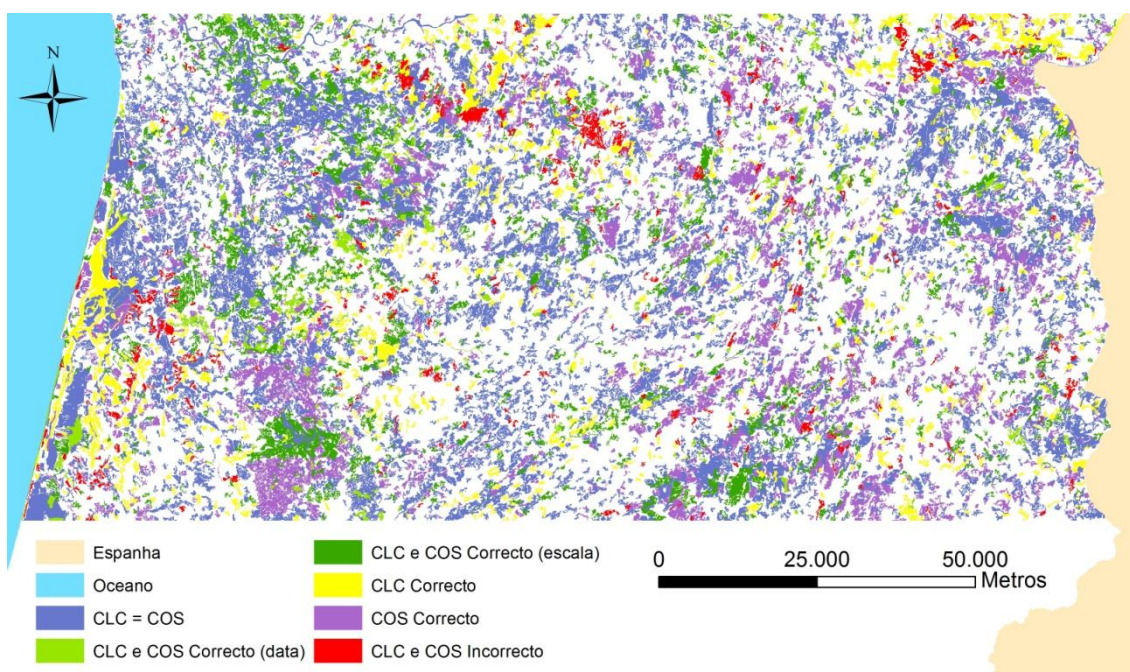 N
Espanha
Oceano
CLC = COS
CLC e COS Correcto (data)
CLC e COS Correcto (escala)
CLC Correcto
COS Correcto
CLC e COS Incorrecto
0 25.000 50.000
Metros